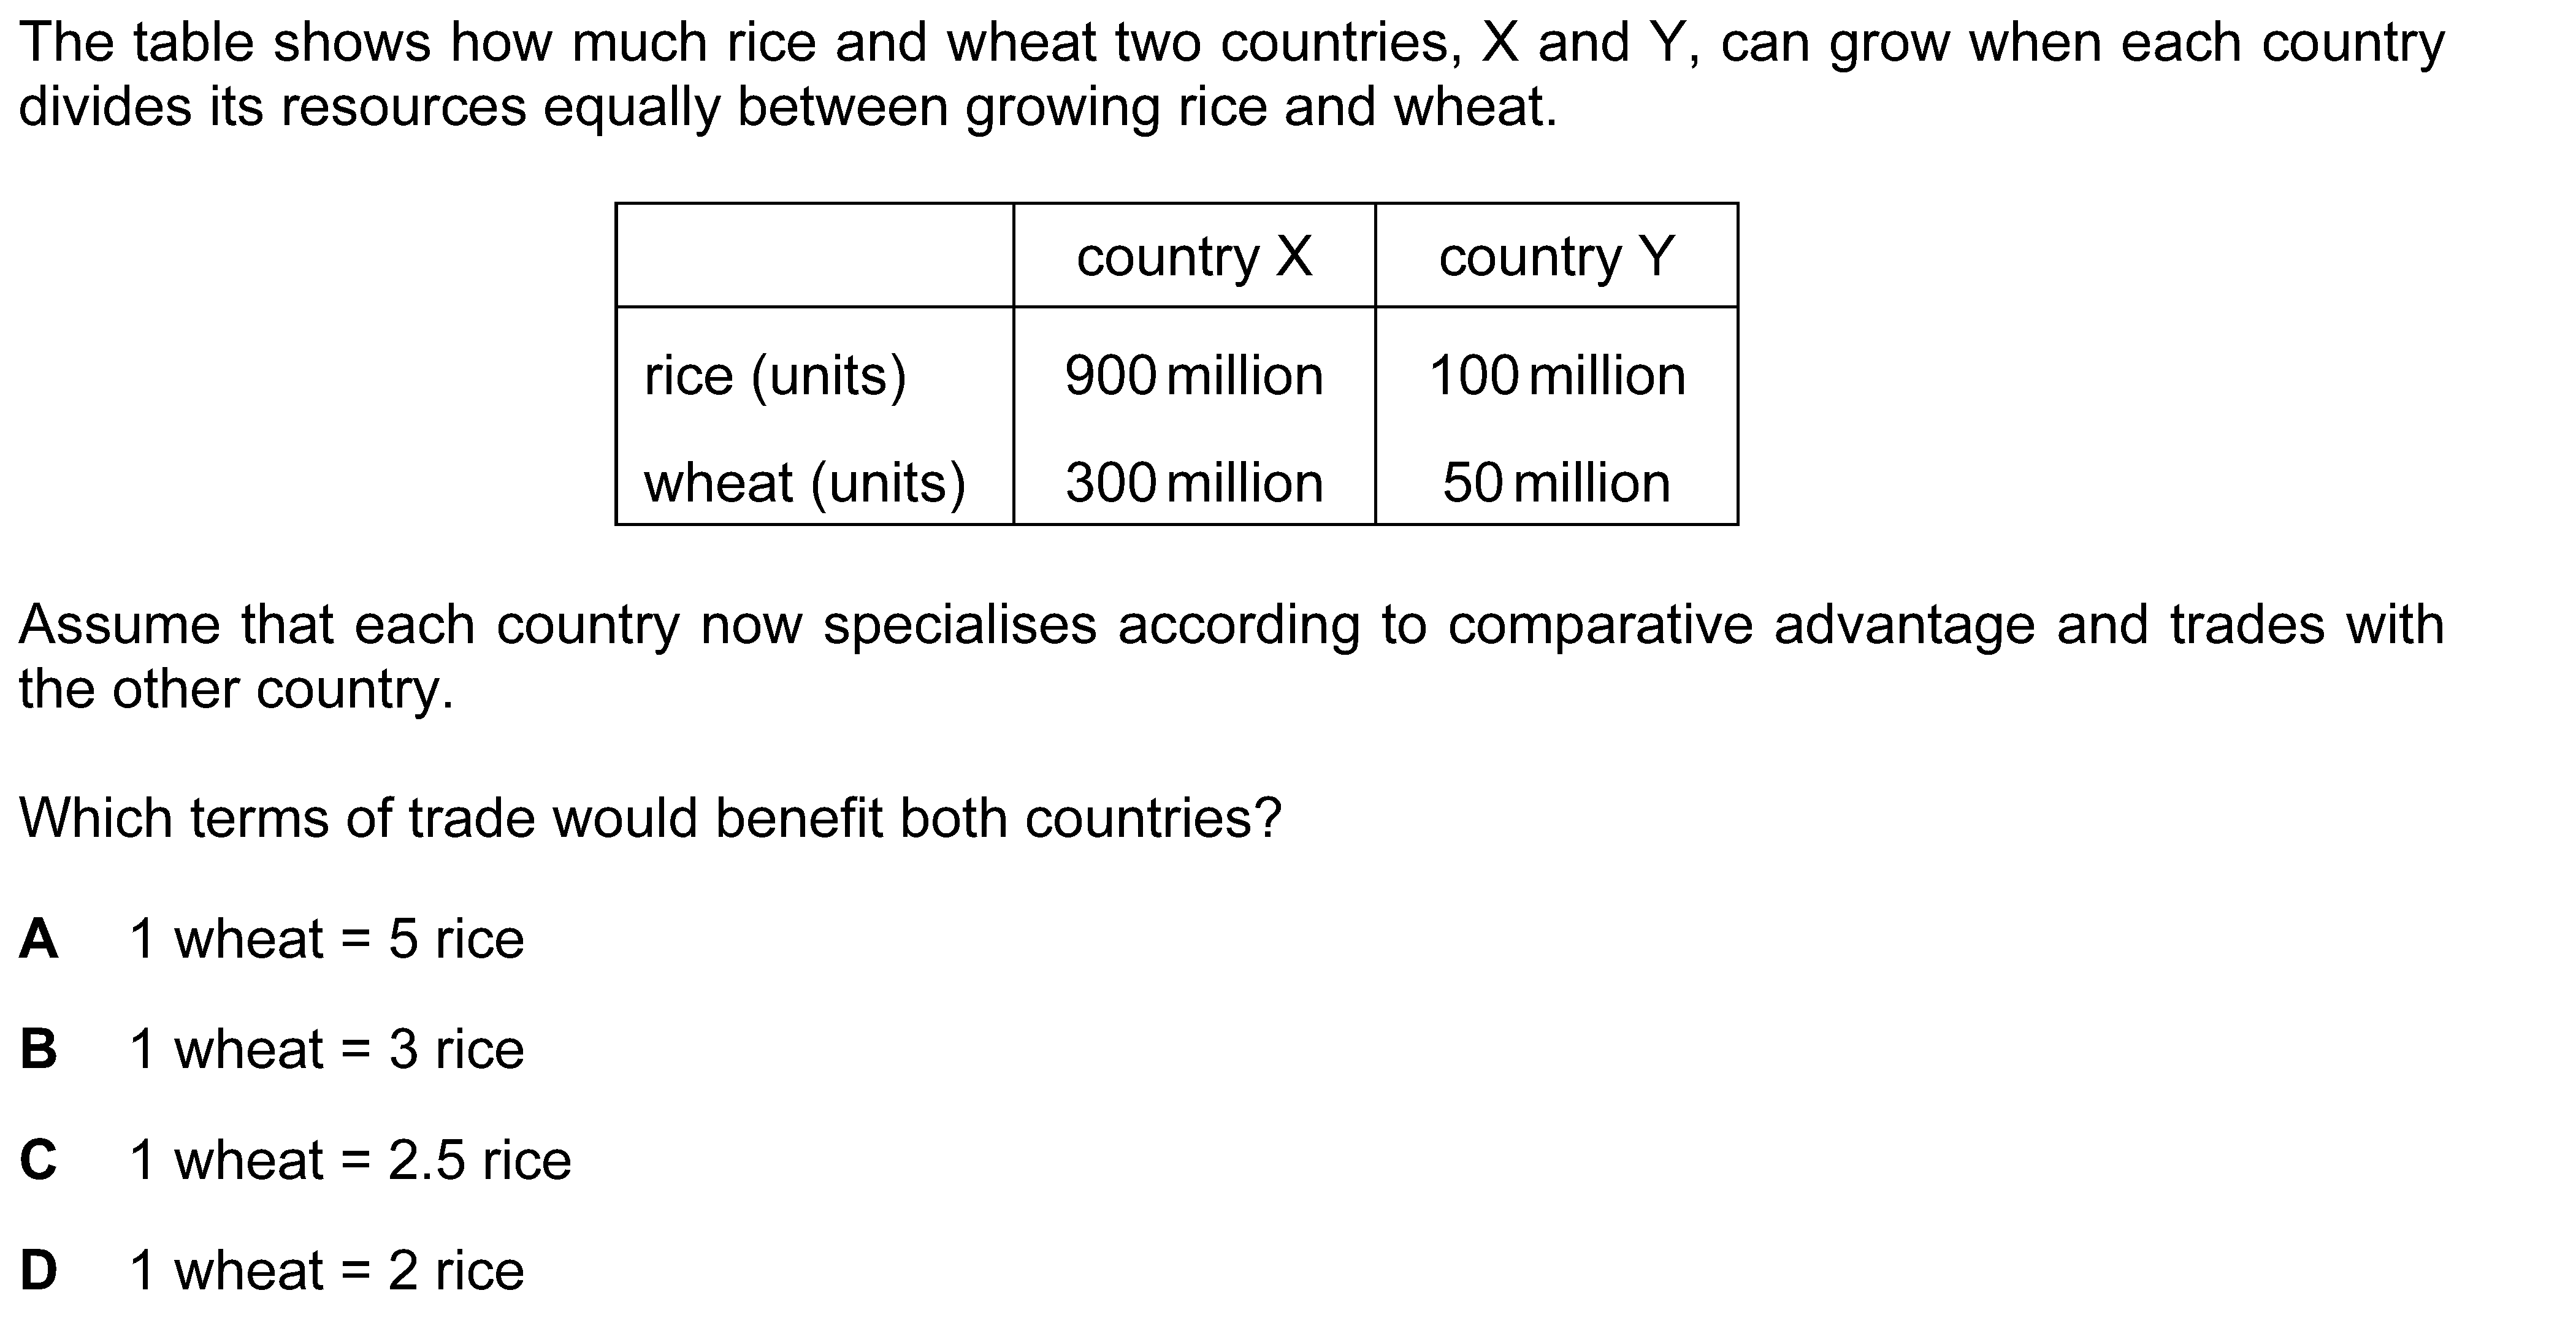 The table shows how much rice and wheat two countries, X and Y, can grow when each country
divides its resources equally between growing rice and wheat.
country X country Y
rice (units) 900 million 100 million
wheat (units) 300 million 50 million
Assume that each country now specialises according to comparative advantage and trades with
the other country.
Which terms of trade would benefit both countries?
A 1 wheat = 5 rice
B 1 wheat = 3 rice
C 1 wheat = 2.5 rice
D 1 wheat = 2 rice